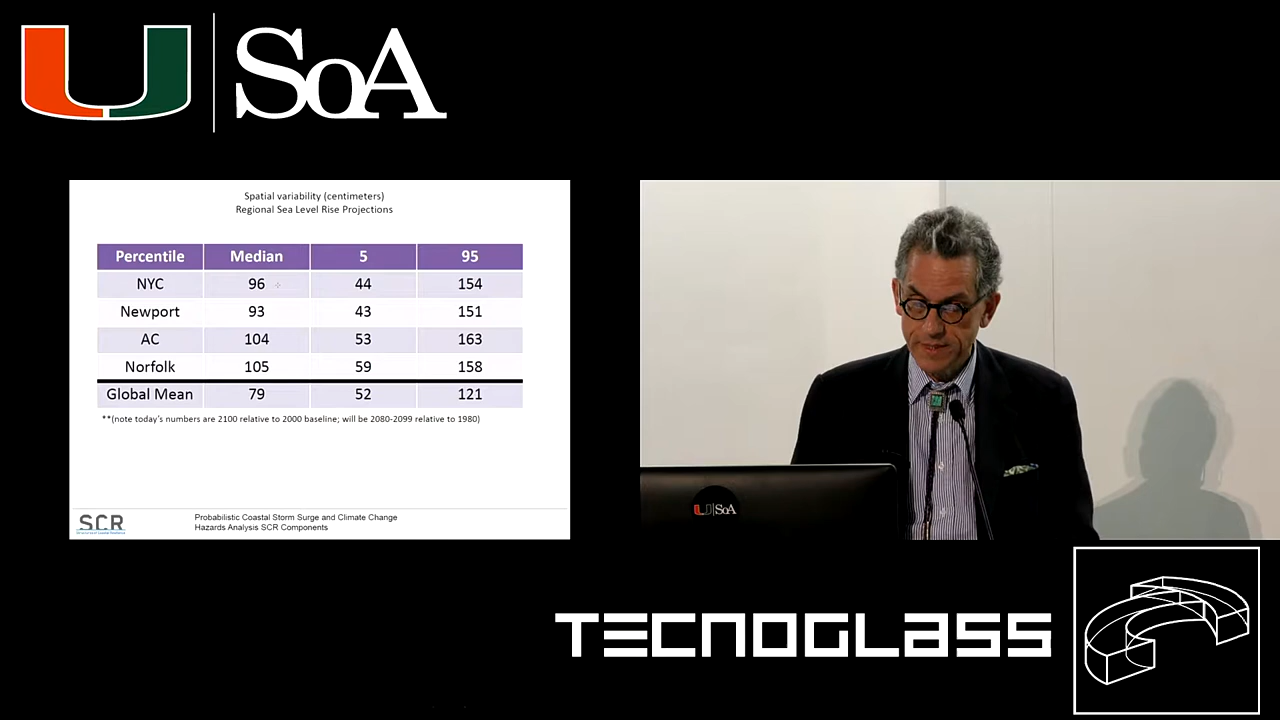 U SoA
Spatial variability (centimeters)
Regional Sea Level Rise Projections
Percentile Median 5 95
NYC 96 44 154
Newport 93 43 151
AC 104 53 163
Norfolk 105 59 158
Global Mean 79 52 121
**(note today's numbers are 2100 relative to 2000 baseline; will be 2080-2099 relative to 1980)
SCR
Probabilistic Coastal Storm Surge and Climate Change
Hazards Analysis SCR Components
U SoA
TECNOGLASS